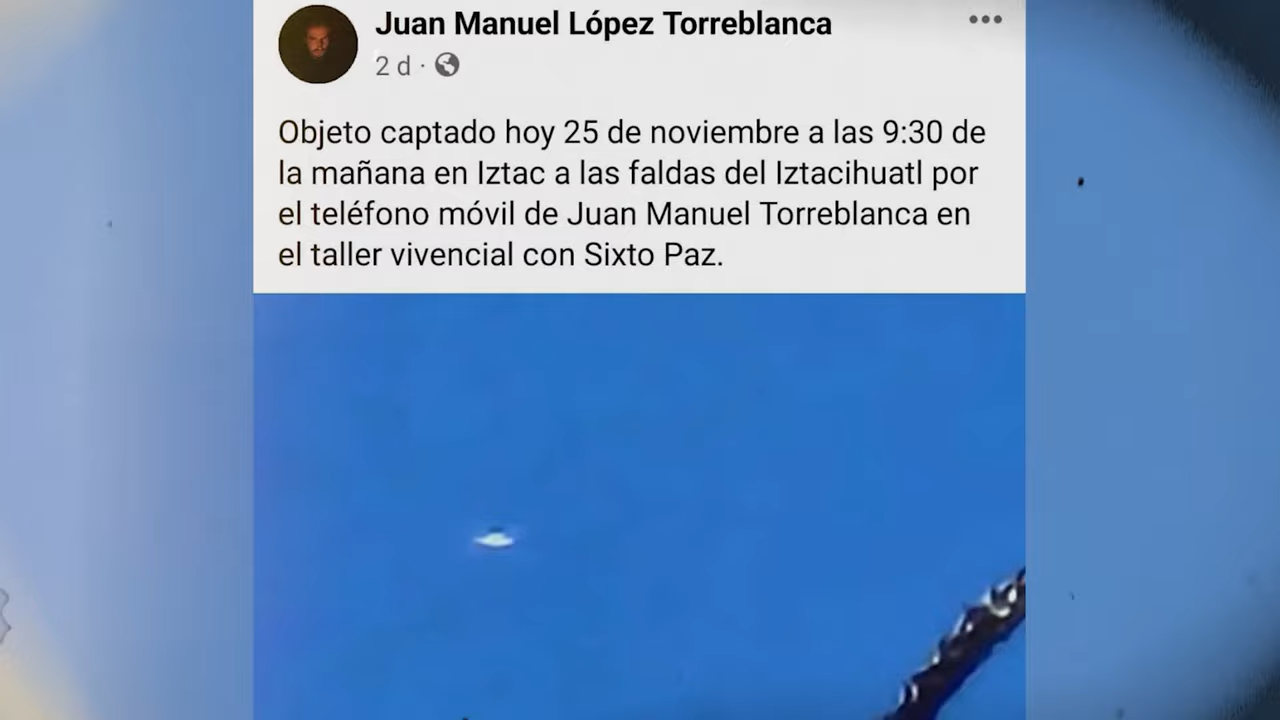 Juan Manuel López Torreblanca
2 d ·
Objeto captado hoy 25 de noviembre a las 9:30 de
la mañana en Iztac a las faldas del Iztacihuatl por
el teléfono móvil de Juan Manuel Torreblanca en
el taller vivencial con Sixto Paz.